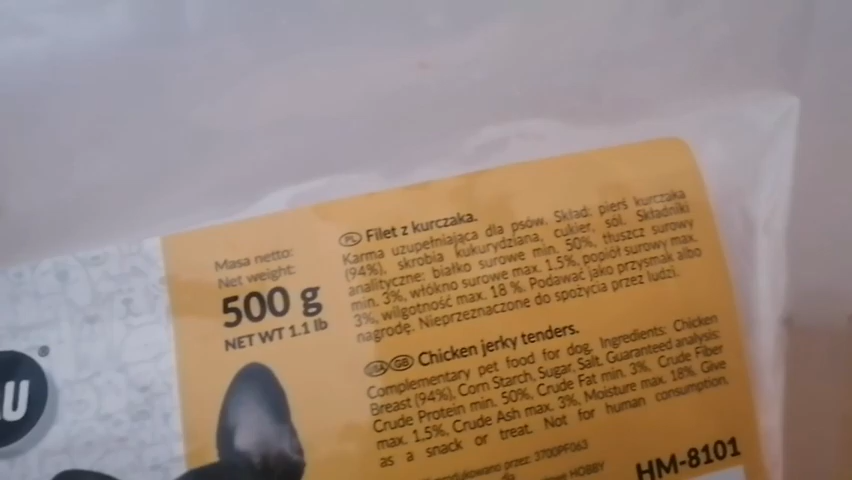 Masa netto:
Net weight:
500 g
NET WT 1.1 lb
PL Filet z kurczaka.
Karma uzupełniająca dla psów. Skład: pierś kurczaka
(94%), skrobia kukurydziana, cukier, sól. Składniki
analityczne: białko surowe min. 50%, tłuszcz surowy
min. 3%, włókno surowe max. 1.5%, popiół surowy max.
3%, wilgotność max. 18 %. Podawać jako przysmak albo
nagrodę. Nieprzeznaczone do spożycia przez ludzi.
USA GB Chicken jerky tenders.
Complementary pet food for dog. Ingredients: Chicken
Breast (94%), Corn Starch, Sugar, Salt. Guaranteed analysis:
Crude Protein min. 50%, Crude Fat min. 3%, Crude Fiber
max. 1.5%, Crude Ash max. 3%, Moisture max. 18%. Give
as a snack or treat. Not for human consumption.
przez: 3700PF063
HOBBY
HM-8101
U ®